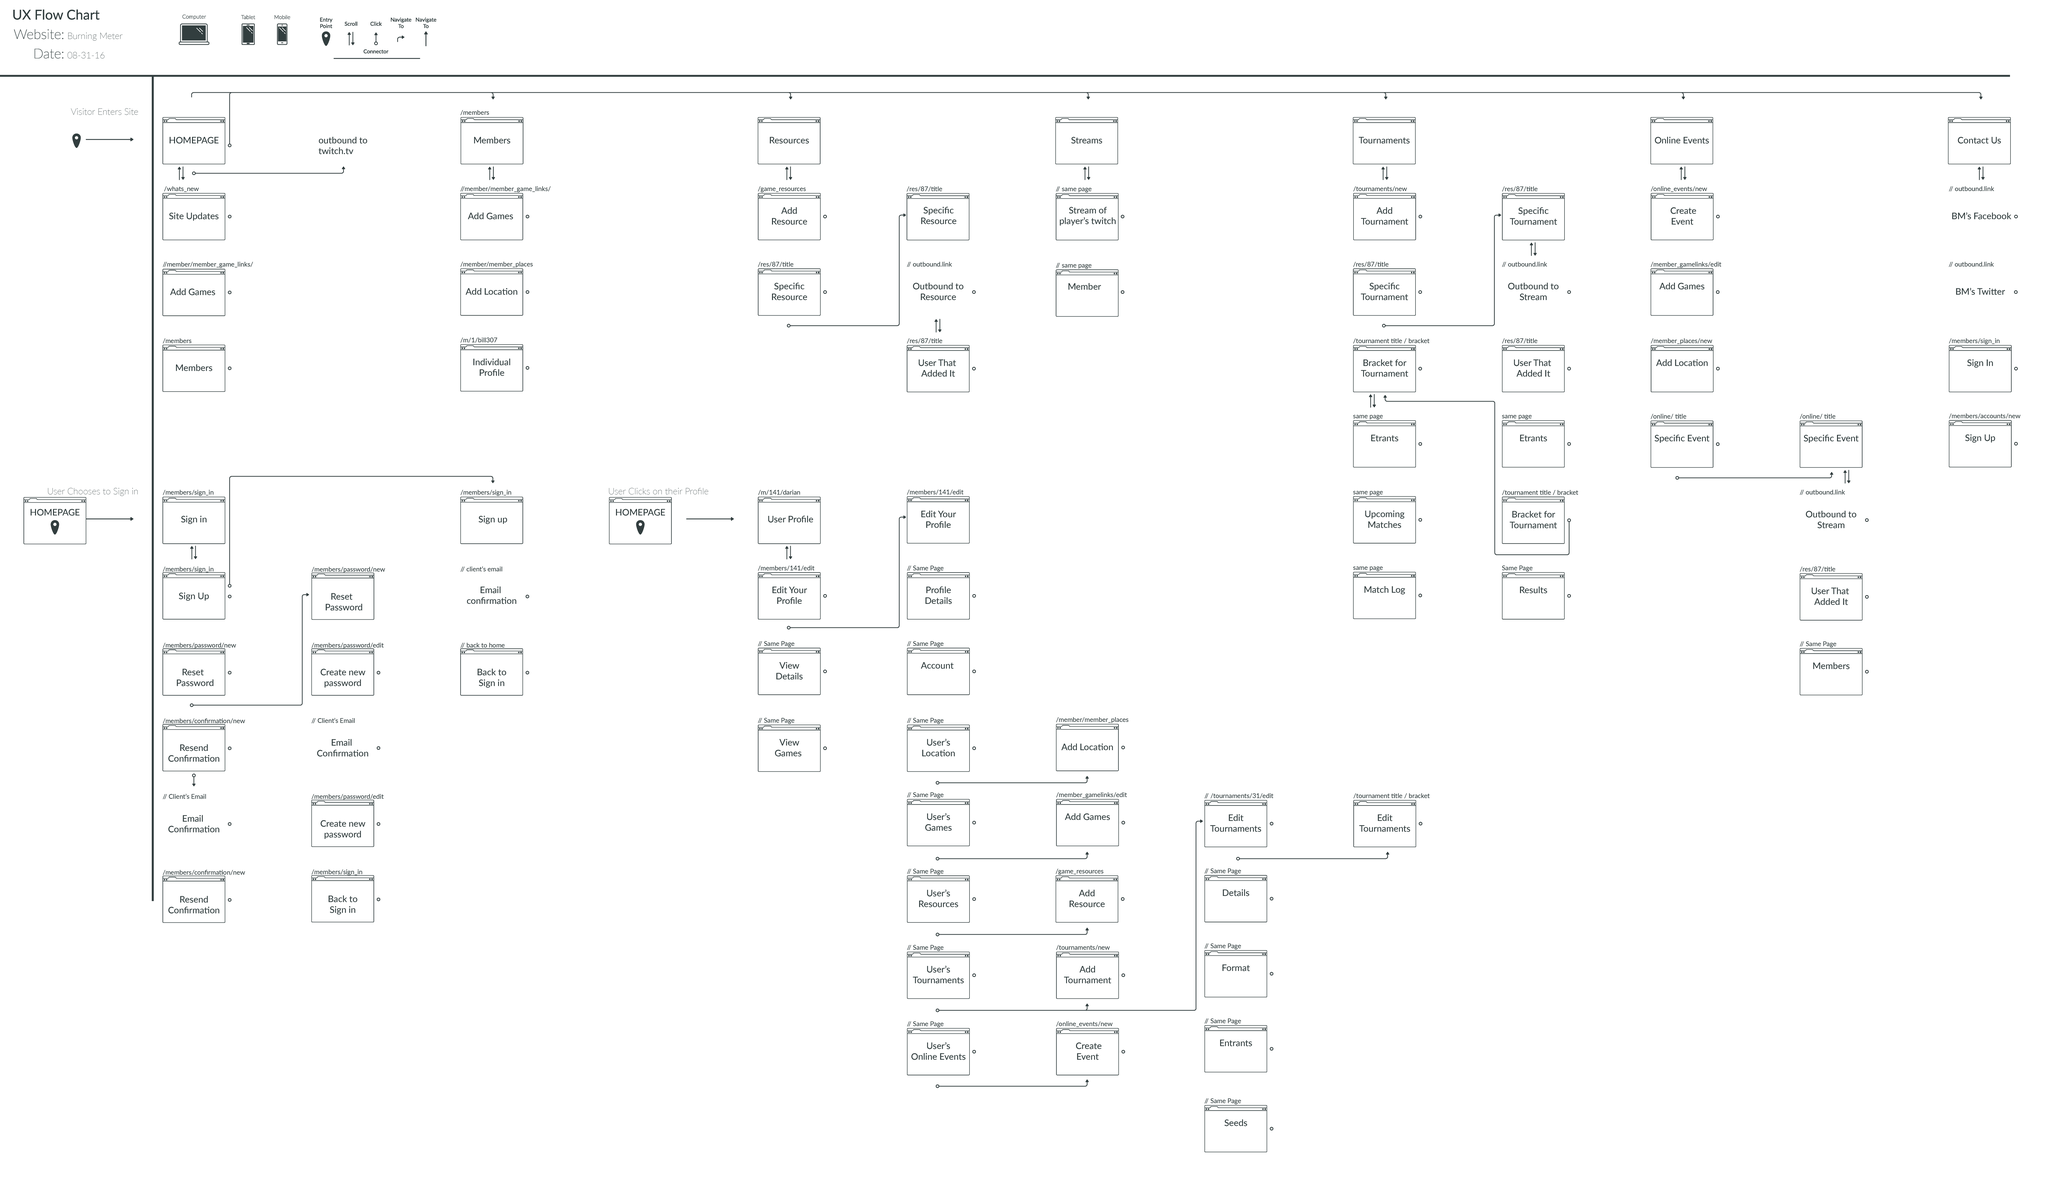 UX Flow Chart
Website: Burning Meter
Date: 08-31-16
Computer
Tablet
Mobile
Entry
Point
Scroll
Click
Navigate
To
Navigate
To
Connector
Visitor Enters Site
HOMEPAGE
outbound to
twitch.tv
/members
Members
Resources
Streams
Tournaments
Online Events
Contact Us
/whats_new
Site Updates
//member/member_game_links/
Add Games
/game_resources
Add
Resource
/res/87/title
Specific
Resource
// same page
Stream of
player's twitch
/tournaments/new
Add
Tournament
/res/87/title
Specific
Tournament
/online_events/new
Create
Event
// outbound.link
BM's Facebook
//member/member_game_links/
Add Games
/member/member_places
Add Location
/res/87/title
Specific
Resource
// outbound.link
Outbound to
Resource
// same page
Member
/res/87/title
Specific
Tournament
// outbound.link
Outbound to
Stream
/member_gamelinks/edit
Add Games
// outbound.link
BM's Twitter
/members
Members
/m/1/bill307
Individual
Profile
/res/87/title
User That
Added It
/tournament title / bracket
Bracket for
Tournament
/res/87/title
User That
Added It
/member_places/new
Add Location
/members/sign_in
Sign In
same page
Etrants
same page
Etrants
/online/ title
Specific Event
/online/ title
Specific Event
/members/accounts/new
Sign Up
User Chooses to Sign in
HOMEPAGE
/members/sign_in
Sign in
/members/sign_in
Sign up
User Clicks on their Profile
HOMEPAGE
/m/141/darian
User Profile
/members/141/edit
Edit Your
Profile
same page
Upcoming
Matches
/tournament title / bracket
Bracket for
Tournament
// outbound.link
Outbound to
Stream
/members/sign_in
Sign Up
/members/password/new
Reset
Password
// client's email
Email
confirmation
/members/141/edit
Edit Your
Profile
// Same Page
Profile
Details
same page
Match Log
Same Page
Results
/res/87/title
User That
Added It
/members/password/new
Reset
Password
/members/password/edit
Create new
password
// back to home
Back to
Sign in
// Same Page
View
Details
// Same Page
Account
// Same Page
Members
/members/confirmation/new
Resend
Confirmation
// Client's Email
Email
Confirmation
// Same Page
View
Games
// Same Page
User's
Location
/member/member_places
Add Location
// Client's Email
Email
Confirmation
/members/password/edit
Create new
password
// Same Page
User's
Games
/member_gamelinks/edit
Add Games
// /tournaments/31/edit
Edit
Tournaments
/tournament title / bracket
Edit
Tournaments
/members/confirmation/new
Resend
Confirmation
/members/sign_in
Back to
Sign in
// Same Page
User's
Resources
/game_resources
Add
Resource
// Same Page
Details
// Same Page
User's
Tournaments
/tournaments/new
Add
Tournament
// Same Page
Format
// Same Page
User's
Online Events
/online_events/new
Create
Event
// Same Page
Entrants
// Same Page
Seeds